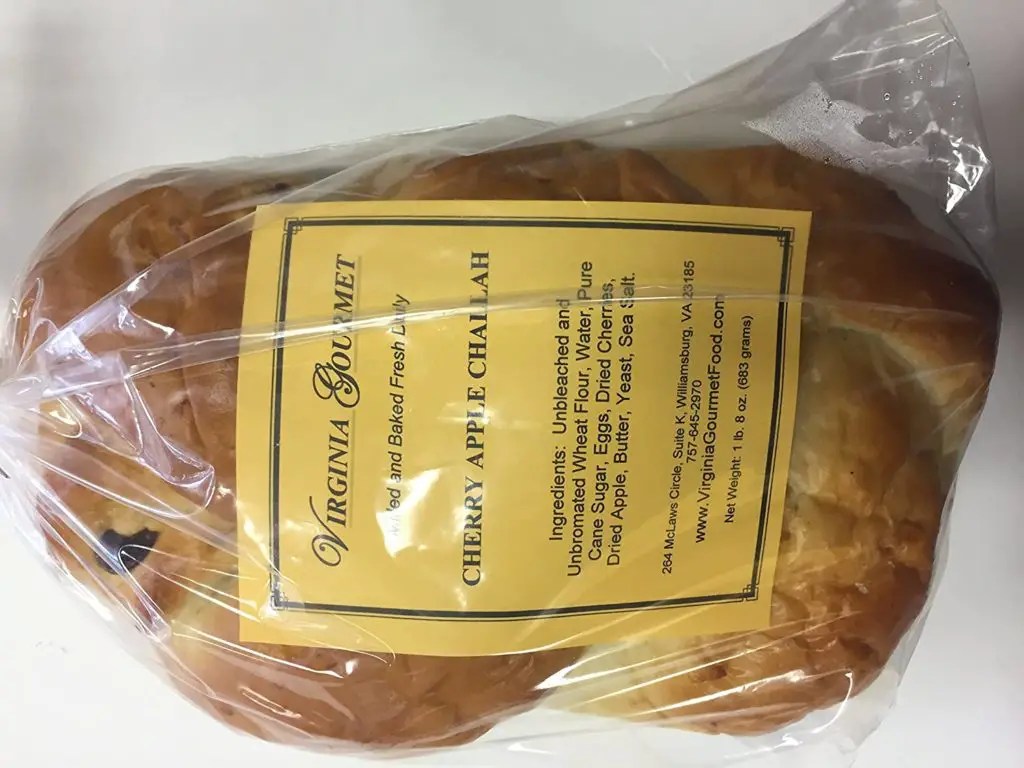 VIRGINIA GOURMET
and Baked Fresh Daily
CHERRY APPLE CHALLAH
Ingredients: Unbleached and
Unbromated Wheat Flour, Water, Pure
Cane Sugar, Eggs, Dried Cherries,
Dried Apple, Butter, Yeast, Sea Salt.
264 McLaws Circle, Suite K, Williamsburg, VA 23185
757-645-2970
www.VirginiaGourmetFood.com
Net Weight: 1 lb. 8 oz. (683 grams)